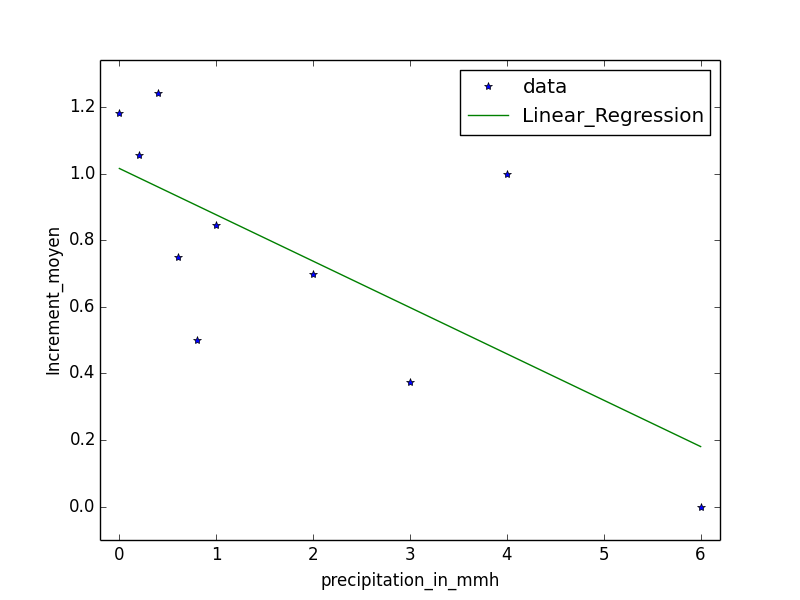 data
Linear_Regression
1.2
1.0
0.8
0.6
0.4
0.2
0.0
Increment_moyen
0 1 2 3 4 5 6
precipitation_in_mmh